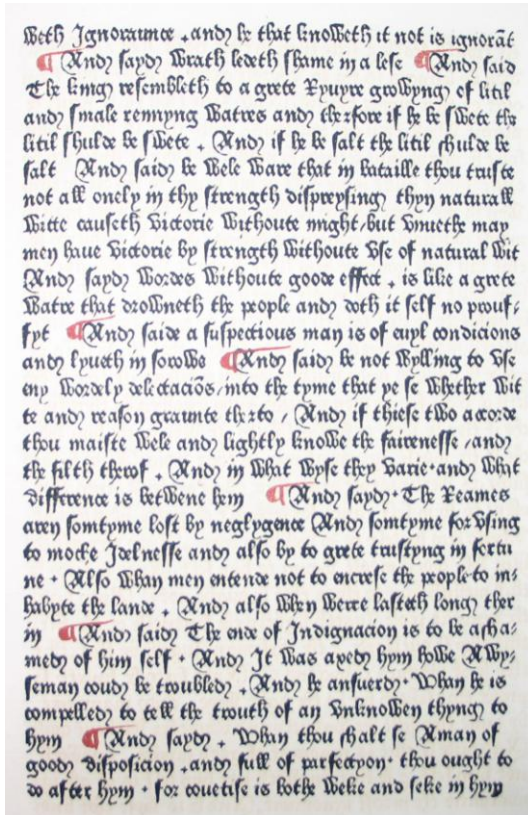 weth Ignoraunce . and he that knoweth it not is ignorāt
¶ And sayd wrath ledeth shame in a lese ¶ And said
The king resembleth to a grete Ryuyre growyng of litil
and smale rennyng watres and therfore if he be swete the
litil shulde be swete . And if he be salt the litil shulde be
salt And said be wele ware that in bataille thou truste
not all onely in thy strength dispreysing thyn naturall
witte causeth victorie withoute might/but vnnethe may
men haue victorie by strength withoute vse of natural wit
And sayd wordes withoute goode effect . is like a grete
watre that drowneth the people and doth it self no prouf/
fyt ¶ And saide a suspectious man is of euyl condicions
and lyueth in sorowe ¶ And said be not wylling to vse
eny wordely delectaciōs/into the tyme that ye se whether wit
te and reason graunte therto / And if thiese two acorde
thou maiste wele and lightly knowe the fairenesse /and
the filth therof . And in what wyse they varie·and what
difference is betwene hem ¶ And sayd· The Reames
aren somtyme lost by neglygence And somtyme for vsing
to moche Idelnesse and also by to grete trustyng in fortu
ne · Also whan men entende not to encrese the people to in/
habyte the lande . And also when werre lasteth long ther
in ¶ And said The ende of Indignacion is to be asha/
med of him self · And It was axed hym howe A wy/
seman coude be troubled . And he ansuerd· whan he is
compelled to tell the trouth of an vnknowen thyng to
hym ¶ And sayd . whan thou shalt se A man of
good disposicion .and full of parfectyon· thou ought to
do after hym · for couetise is bothe weke and seke in hym